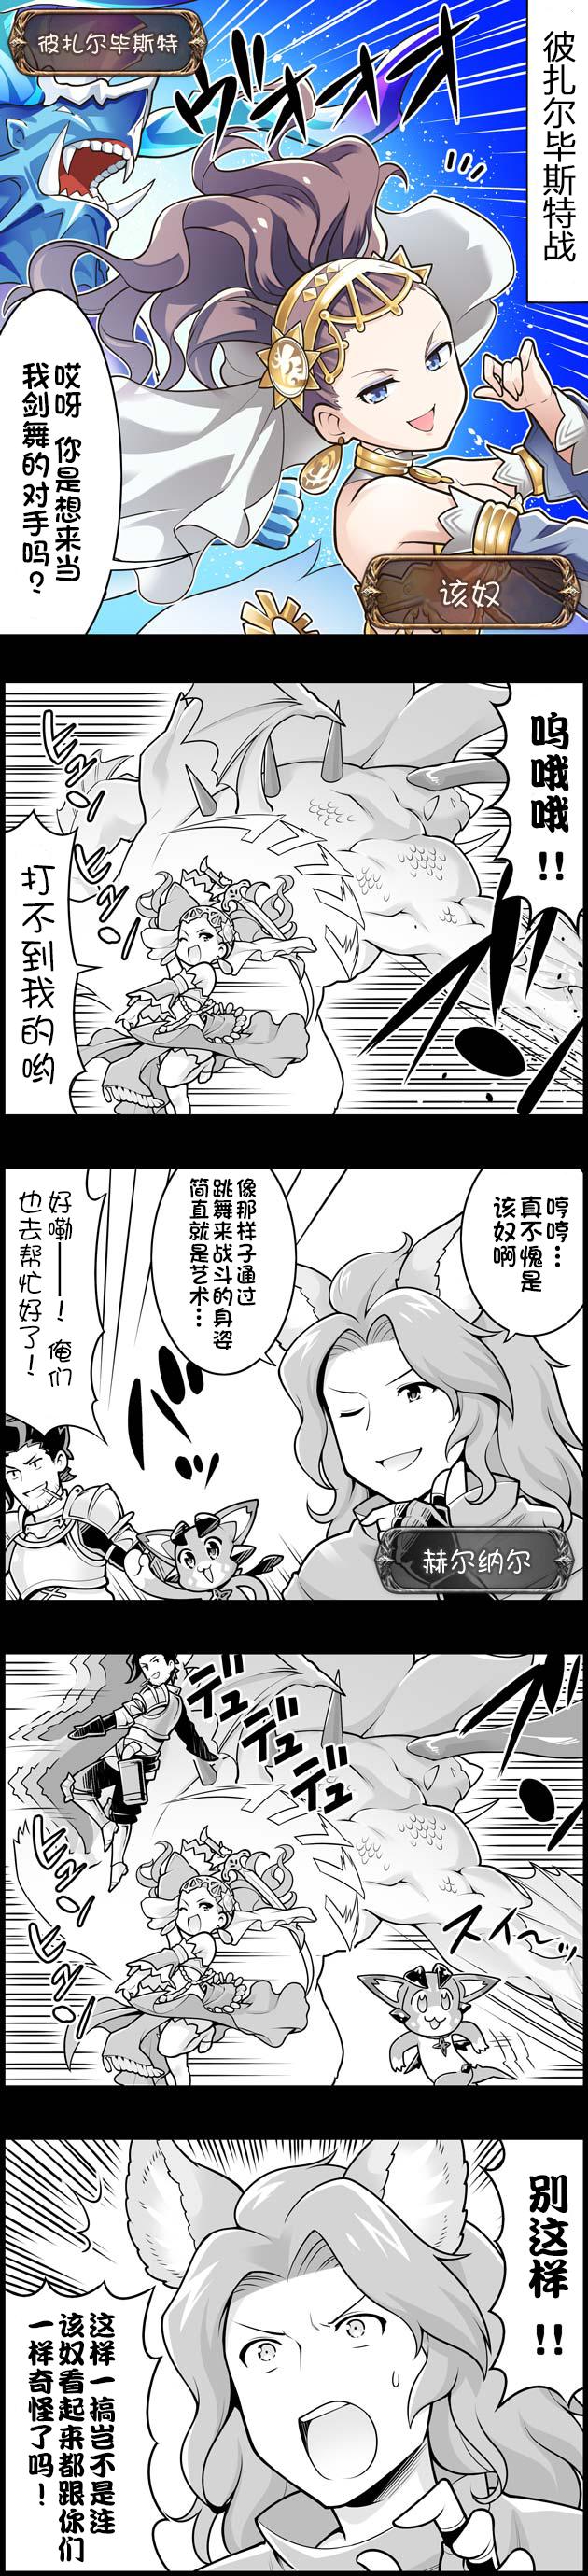 彼扎尔毕斯特战
彼扎尔毕斯特
ヴオオオオ
哎呀 你是想来当
我剑舞的对手吗？
该奴
呜哦哦!!
ヒュン
ヒュン
打不到我的哟
哼哼…
真不愧是
该奴啊
像那样子通过
跳舞来战斗的身姿
简直就是艺术…
好嘞——！ 俺们
也去帮忙好了！
赫尔纳尔
デュデュデュデュ
ヒュン
ヒュン
スイ〜ッ
别这样!!
这样一搞岂不是连
该奴看起来都跟你们
一样奇怪了吗！